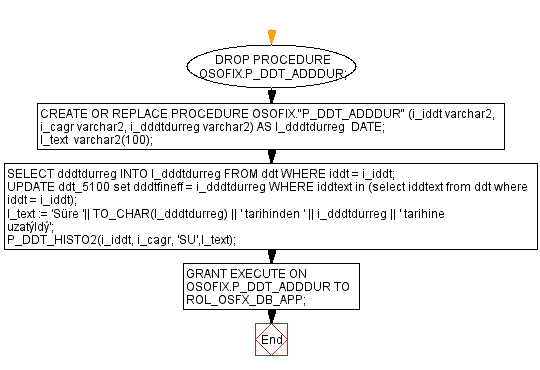 DROP PROCEDURE
OSOFIX.P_DDT_ADDDUR;
CREATE OR REPLACE PROCEDURE OSOFIX."P_DDT_ADDDUR" (i_iddt varchar2,
i_cagr varchar2, i_dddtdurreg varchar2) AS l_dddtdurreg DATE;
l_text varchar2(100);
SELECT dddtdurreg INTO l_dddtdurreg FROM ddt WHERE iddt = i_iddt;
UPDATE ddt_5100 set dddtfineff = i_dddtdurreg WHERE iddtext in (select iddtext from ddt where
iddt = i_iddt);
l_text := 'Süre '|| TO_CHAR(l_dddtdurreg) || ' tarihinden ' || i_dddtdurreg || ' tarihine
uzatýldý';
P_DDT_HISTO2(i_iddt, i_cagr, 'SU',l_text);
GRANT EXECUTE ON
OSOFIX.P_DDT_ADDDUR TO
ROL_OSFX_DB_APP;
End